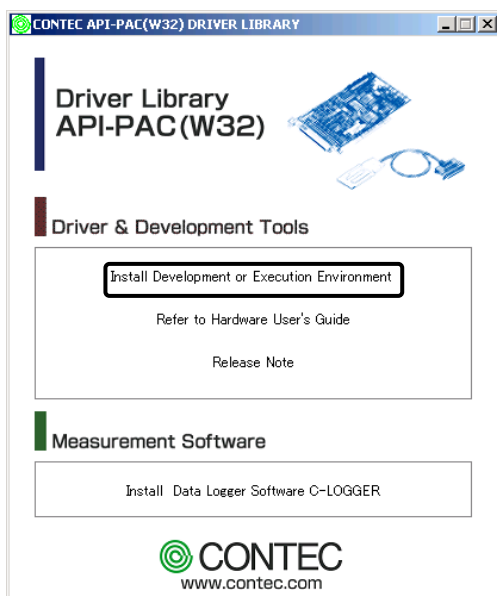 CONTEC API-PAC(W32) DRIVER LIBRARY
Driver Library
API-PAC(W32)
Driver & Development Tools
Install Development or Execution Environment
Refer to Hardware User's Guide
Release Note
Measurement Software
Install Data Logger Software C-LOGGER
CONTEC
www.contec.com